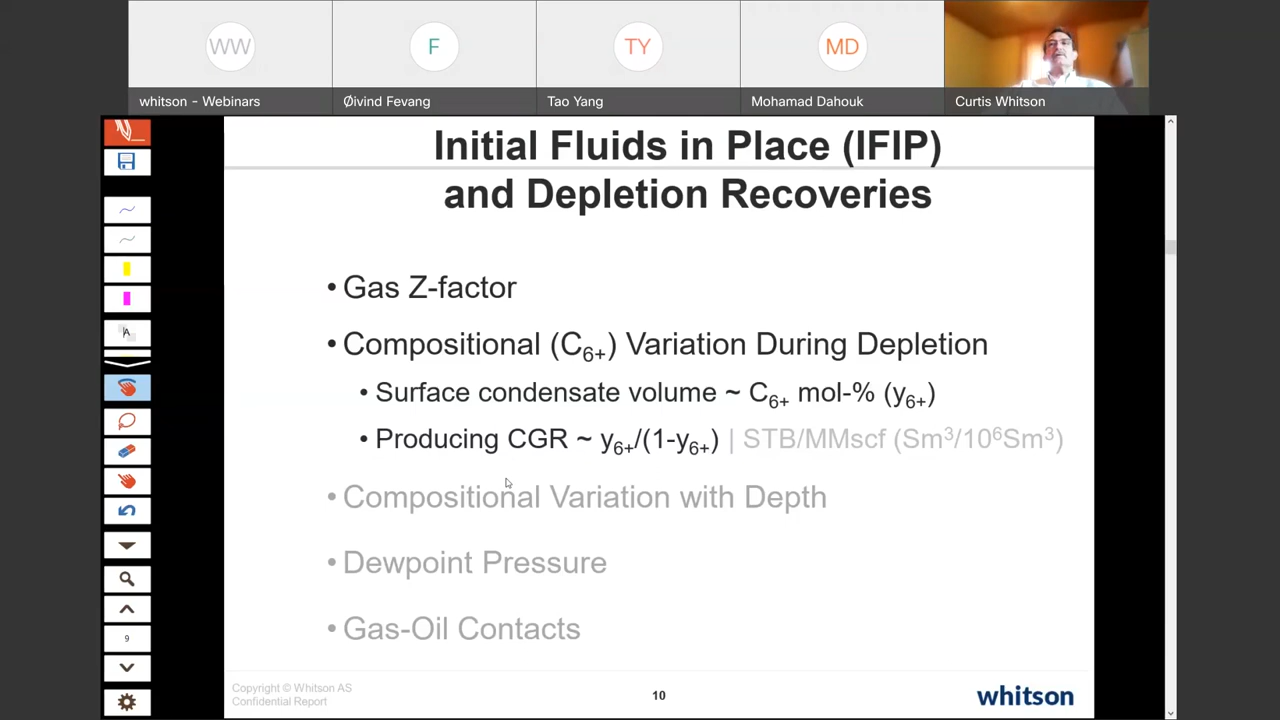 WW
F
TY
MD
whitson - Webinars
Øivind Fevang
Tao Yang
Mohamad Dahouk
Curtis Whitson
Initial Fluids in Place (IFIP)
and Depletion Recoveries
• Gas Z-factor
• Compositional (C6+) Variation During Depletion
• Surface condensate volume ~ C6+ mol-% (y6+)
• Producing CGR ~ y6+/(1-y6+) | STB/MMscf (Sm³/10⁶Sm³)
• Compositional Variation with Depth
• Dewpoint Pressure
• Gas-Oil Contacts
A
9
Copyright © Whitson AS
Confidential Report
10
whitson